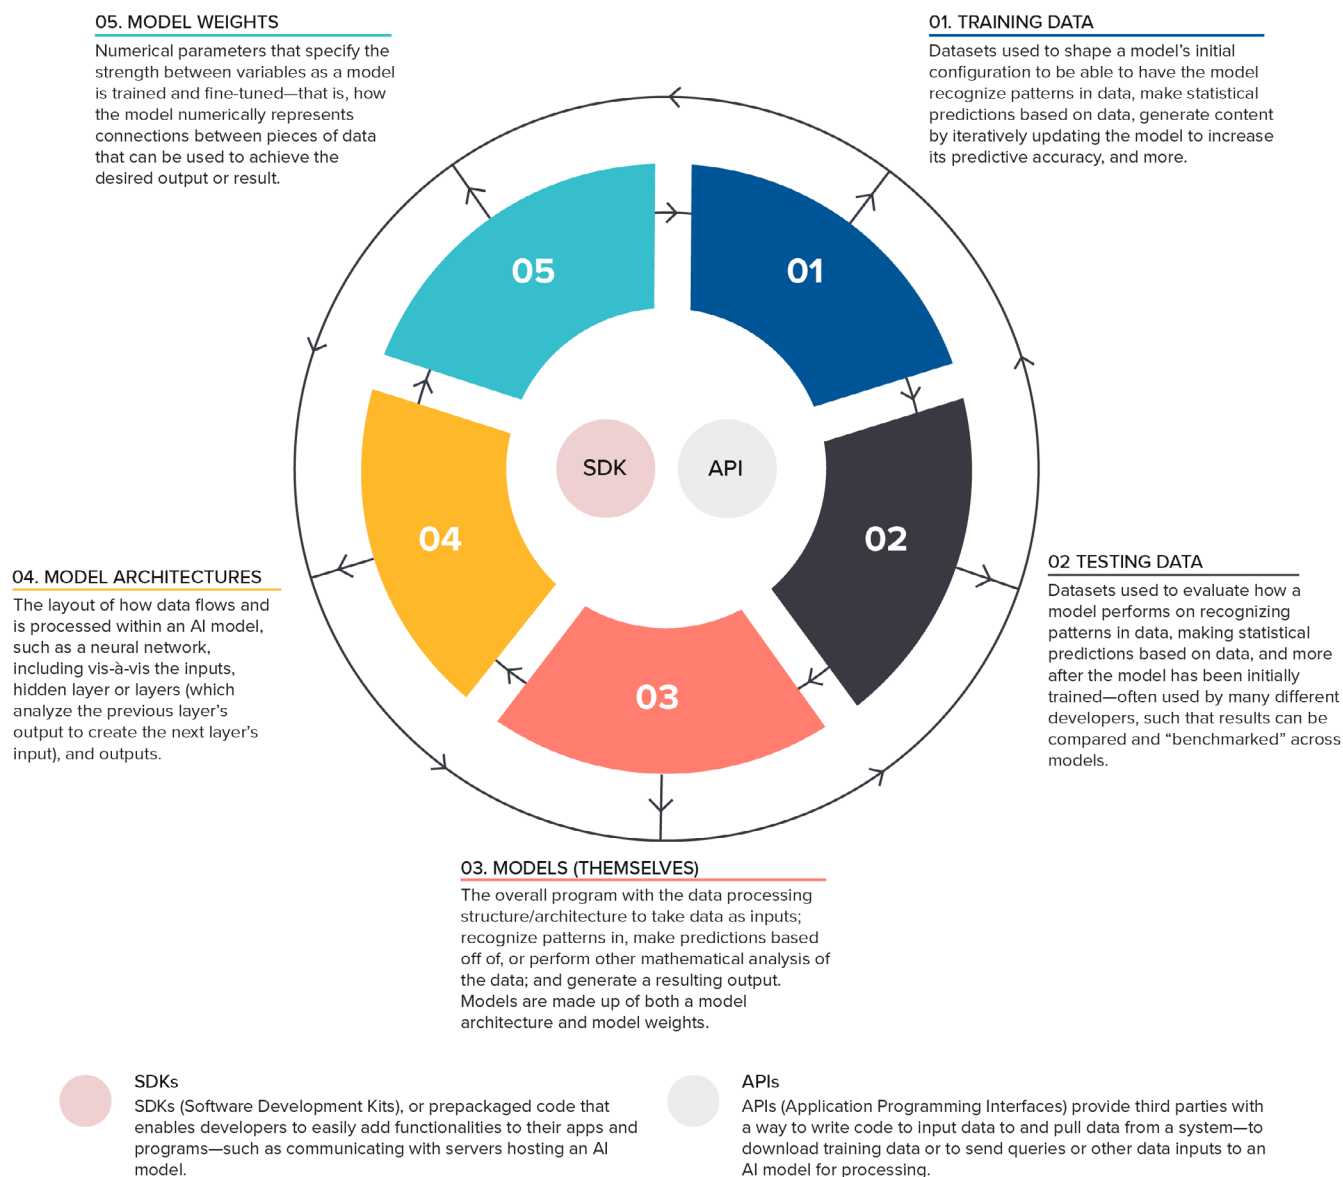 05. MODEL WEIGHTS
Numerical parameters that specify the
strength between variables as a model
is trained and fine-tuned—that is, how
the model numerically represents
connections between pieces of data
that can be used to achieve the
desired output or result.
01. TRAINING DATA
Datasets used to shape a model’s initial
configuration to be able to have the model
recognize patterns in data, make statistical
predictions based on data, generate content
by iteratively updating the model to increase
its predictive accuracy, and more.
05
01
SDK
API
04
02
03
04. MODEL ARCHITECTURES
The layout of how data flows and
is processed within an AI model,
such as a neural network,
including vis-à-vis the inputs,
hidden layer or layers (which
analyze the previous layer’s
output to create the next layer’s
input), and outputs.
02 TESTING DATA
Datasets used to evaluate how a
model performs on recognizing
patterns in data, making statistical
predictions based on data, and more
after the model has been initially
trained—often used by many different
developers, such that results can be
compared and “benchmarked” across
models.
03. MODELS (THEMSELVES)
The overall program with the data processing
structure/architecture to take data as inputs;
recognize patterns in, make predictions based
off of, or perform other mathematical analysis of
the data; and generate a resulting output.
Models are made up of both a model
architecture and model weights.
SDKs
SDKs (Software Development Kits), or prepackaged code that
enables developers to easily add functionalities to their apps and
programs—such as communicating with servers hosting an AI
model.
APIs
APIs (Application Programming Interfaces) provide third parties with
a way to write code to input data to and pull data from a system—to
download training data or to send queries or other data inputs to an
AI model for processing.